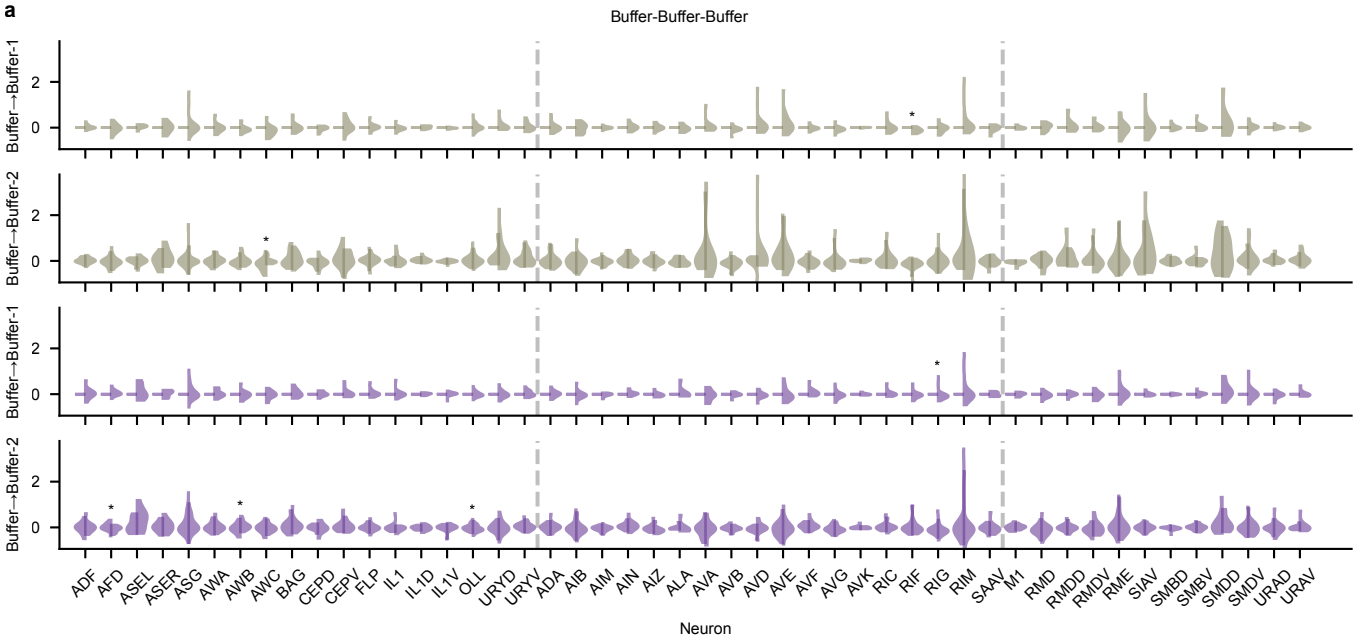 a
Buffer-Buffer-Buffer
Buffer→Buffer-1
2
0
*
Buffer→Buffer-2
2
0
*
Buffer→Buffer-1
2
0
*
Buffer→Buffer-2
2
0
* * *
ADF AFD ASEL ASER ASG AWA AWB AWC BAG CEPD CEPV FLP IL1 IL1D IL1V OLL URYD URYV ADA AIB AIM AIN AIZ ALA AVA AVB AVD AVE AVF AVG AVK RIC RIF RIG RIM SAAV M1 RMD RMDD RMDV RME SIAV SMBD SMBV SMDD SMDV URAD URAV
Neuron